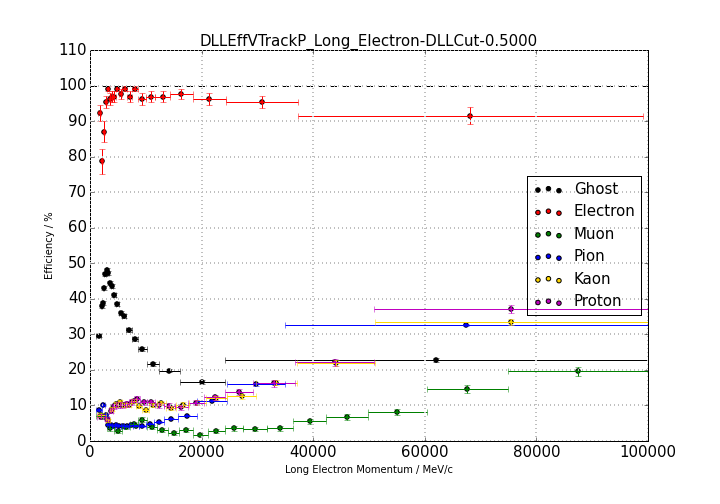 DLLEffVTrackP_Long_Electron-DLLCut-0.5000
110
100
90
80
70
60
50
40
30
20
10
0
Efficiency / %
Ghost
Electron
Muon
Pion
Kaon
Proton
0 20000 40000 60000 80000 100000
Long Electron Momentum / MeV/c